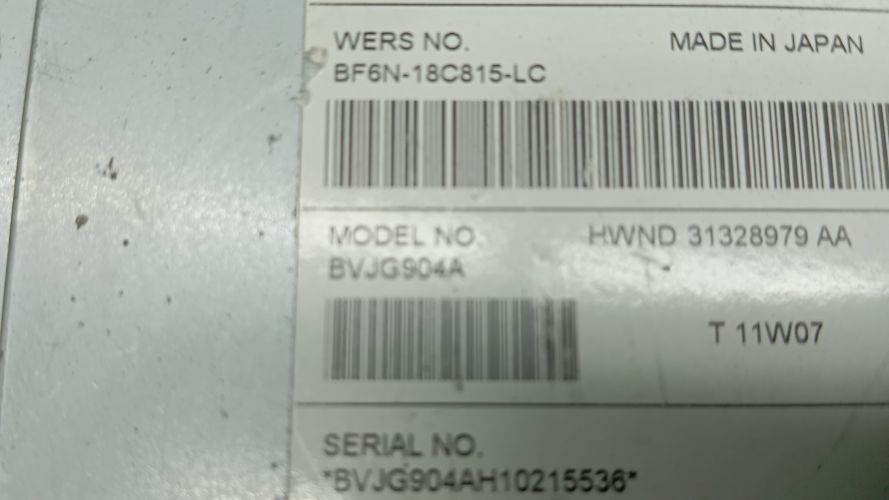 WERS NO. MADE IN JAPAN
BF6N-18C815-LC
MODEL NO. HWND 31328979 AA
BVJG904A
T 11W07
SERIAL NO.
*BVJG904AH10215536*